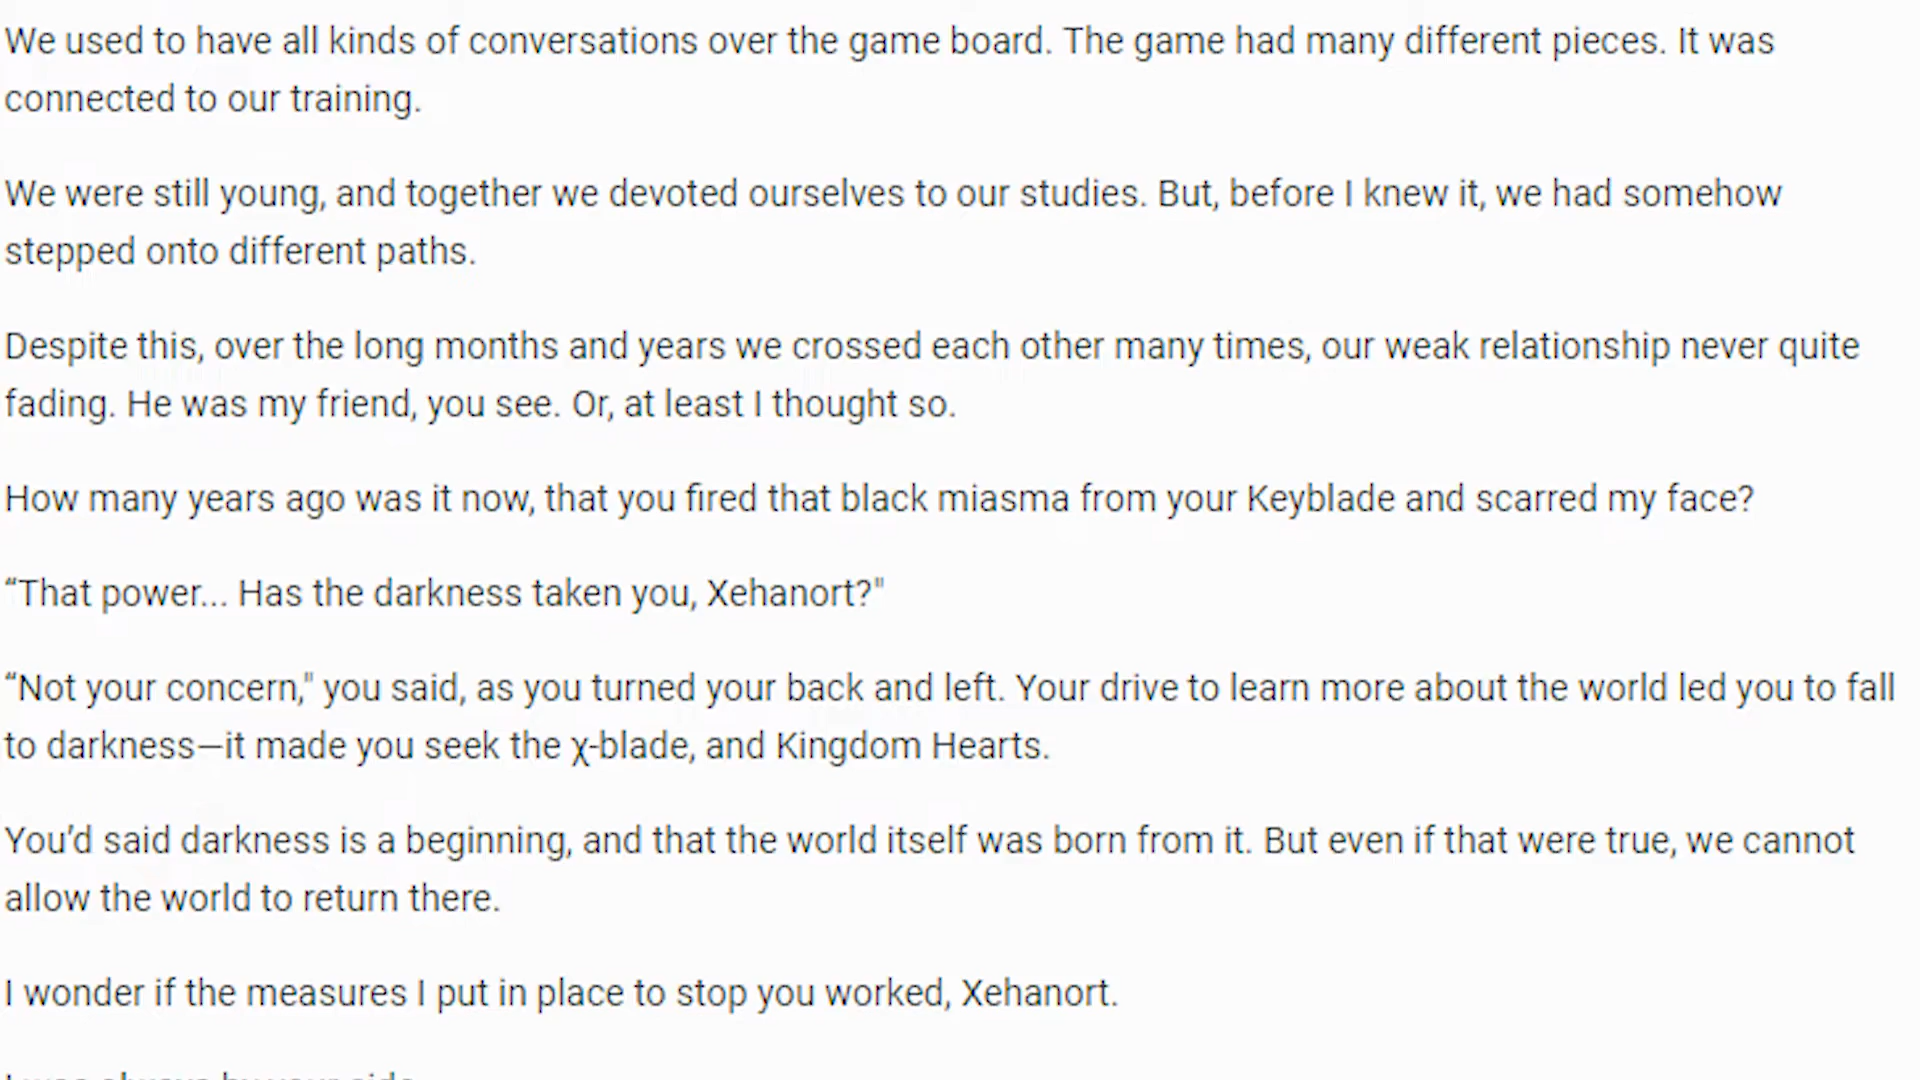 We used to have all kinds of conversations over the game board. The game had many different pieces. It was
connected to our training.
We were still young, and together we devoted ourselves to our studies. But, before I knew it, we had somehow
stepped onto different paths.
Despite this, over the long months and years we crossed each other many times, our weak relationship never quite
fading. He was my friend, you see. Or, at least I thought so.
How many years ago was it now, that you fired that black miasma from your Keyblade and scarred my face?
“That power... Has the darkness taken you, Xehanort?"
“Not your concern," you said, as you turned your back and left. Your drive to learn more about the world led you to fall
to darkness—it made you seek the χ-blade, and Kingdom Hearts.
You’d said darkness is a beginning, and that the world itself was born from it. But even if that were true, we cannot
allow the world to return there.
I wonder if the measures I put in place to stop you worked, Xehanort.
I was always by your side